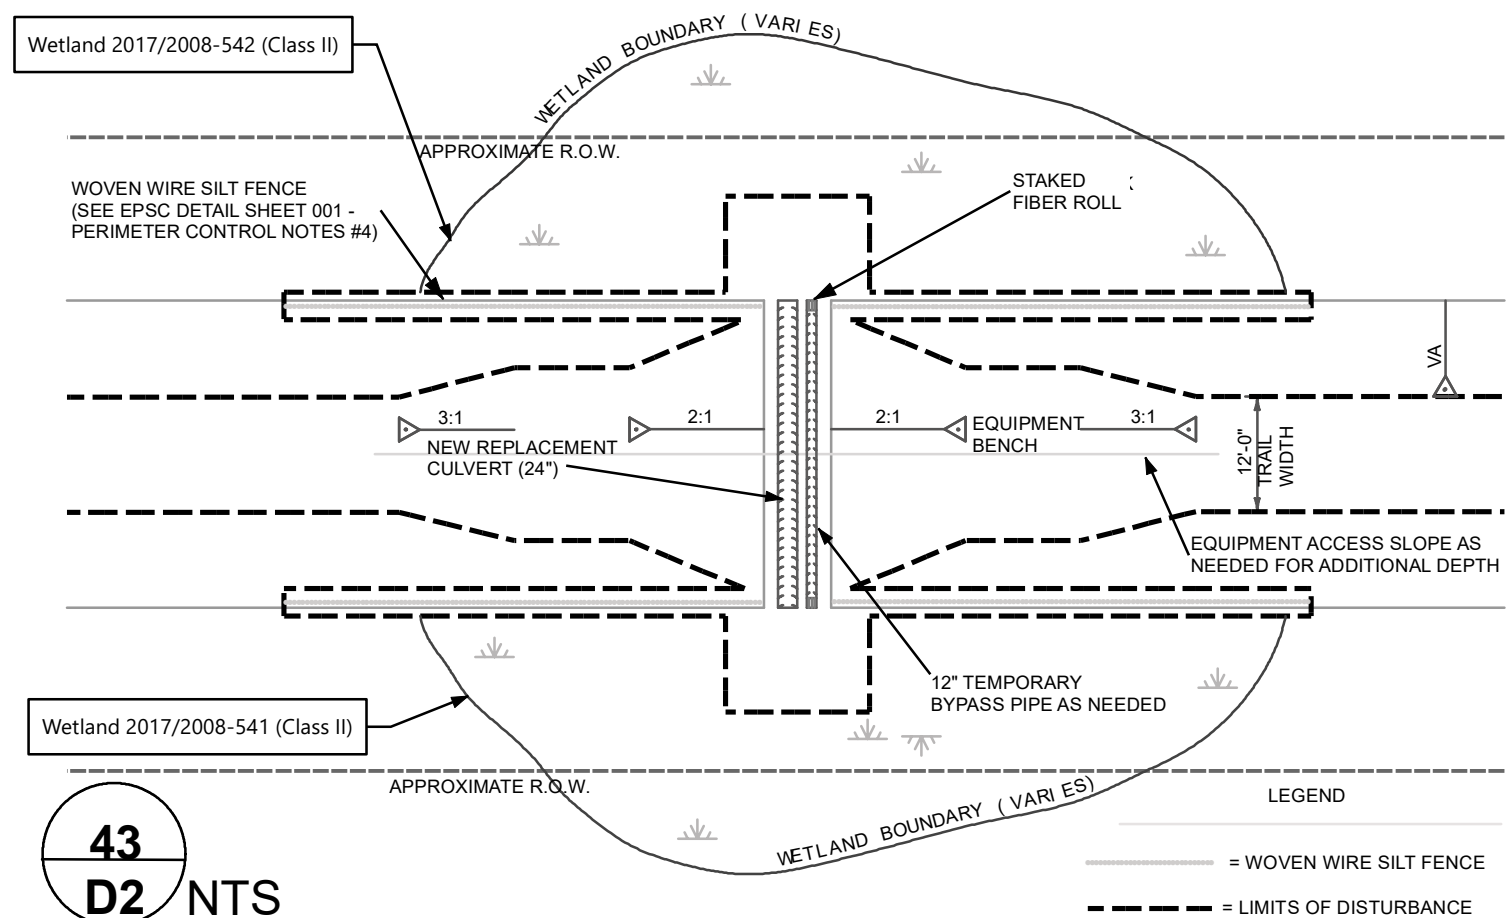 Wetland 2017/2008-542 (Class II)
WETLAND BOUNDARY ( VARI ES)
APPROXIMATE R.O.W.
WOVEN WIRE SILT FENCE
(SEE EPSC DETAIL SHEET 001 -
PERIMETER CONTROL NOTES #4)
STAKED
FIBER ROLL
VA
3:1
2:1
2:1
3:1
EQUIPMENT
BENCH
NEW REPLACEMENT
CULVERT (24")
12'-0"
TRAIL
WIDTH
EQUIPMENT ACCESS SLOPE AS
NEEDED FOR ADDITIONAL DEPTH
12" TEMPORARY
BYPASS PIPE AS NEEDED
Wetland 2017/2008-541 (Class II)
APPROXIMATE R.O.W.
WETLAND BOUNDARY ( VARI ES)
LEGEND
= WOVEN WIRE SILT FENCE
= LIMITS OF DISTURBANCE
43
D2
NTS